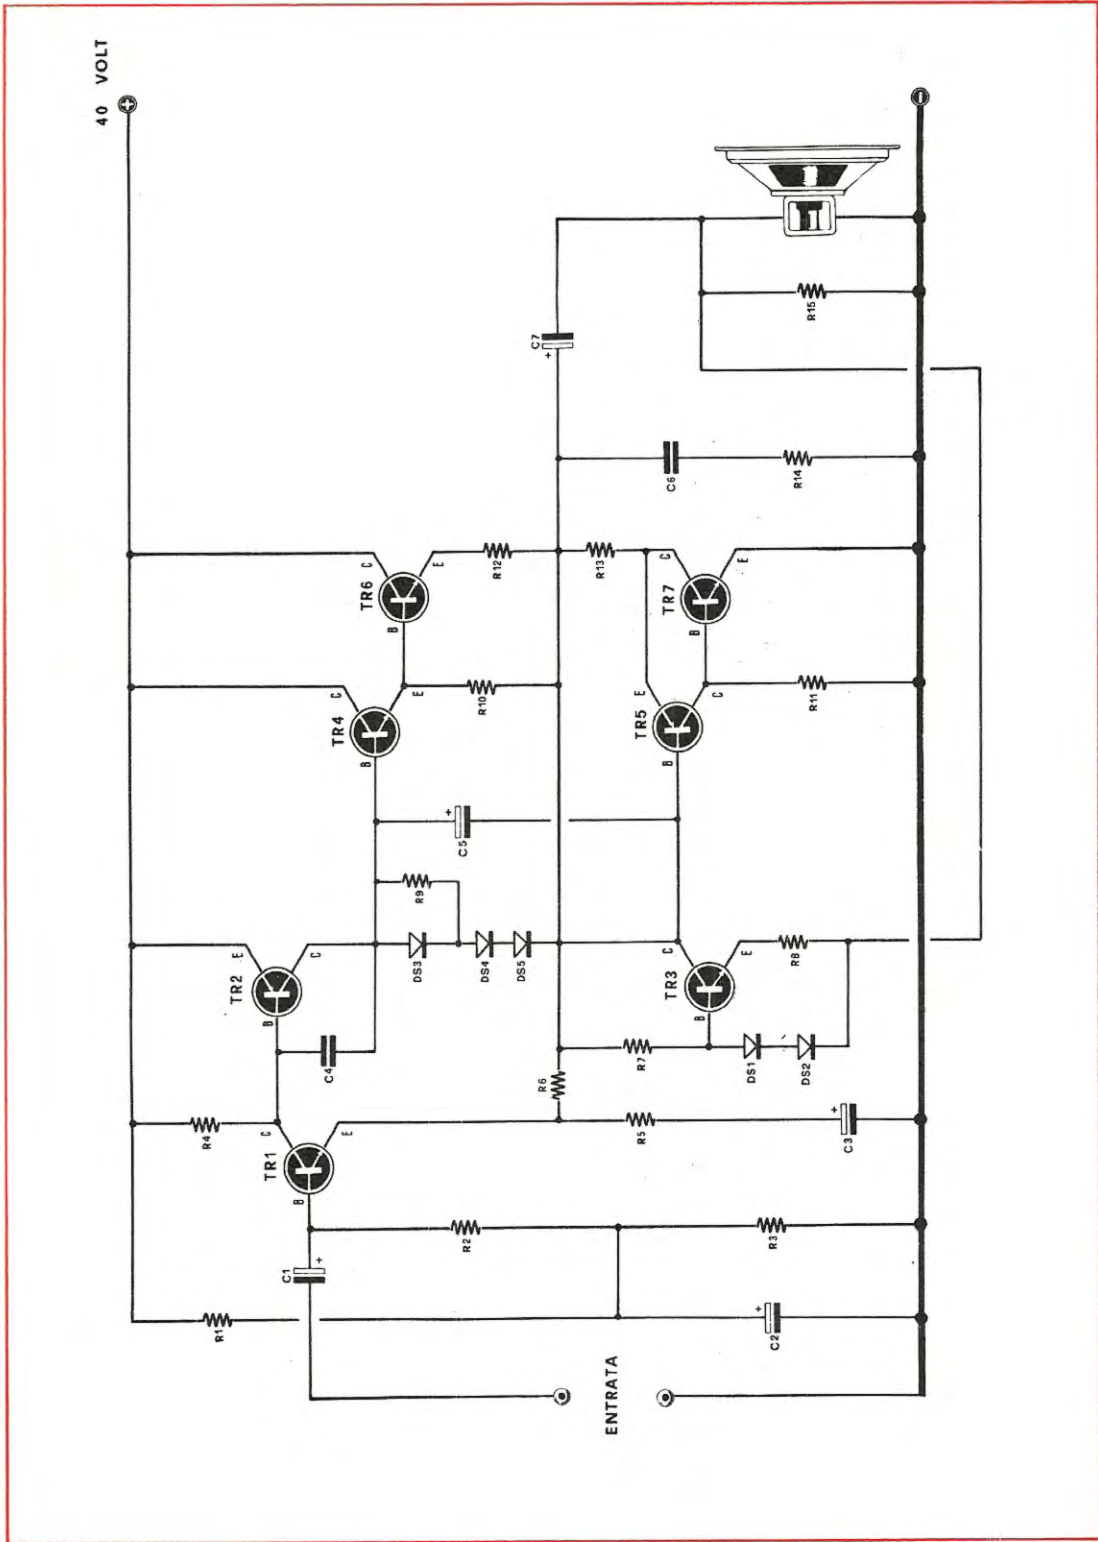 40 VOLT
+
R1
R4
TR1
C
B
E
C1
+
R2
C2
+
R3
ENTRATA
TR2
E
B
C
C4
R6
R5
C3
+
R7
DS3
R9
DS4
DS5
TR3
C
B
E
R8
DS1
DS2
C5
+
TR4
C
B
E
R10
TR5
E
B
C
R11
TR6
C
B
E
R12
R13
TR7
C
B
E
C6
R14
C7
+
R15
-